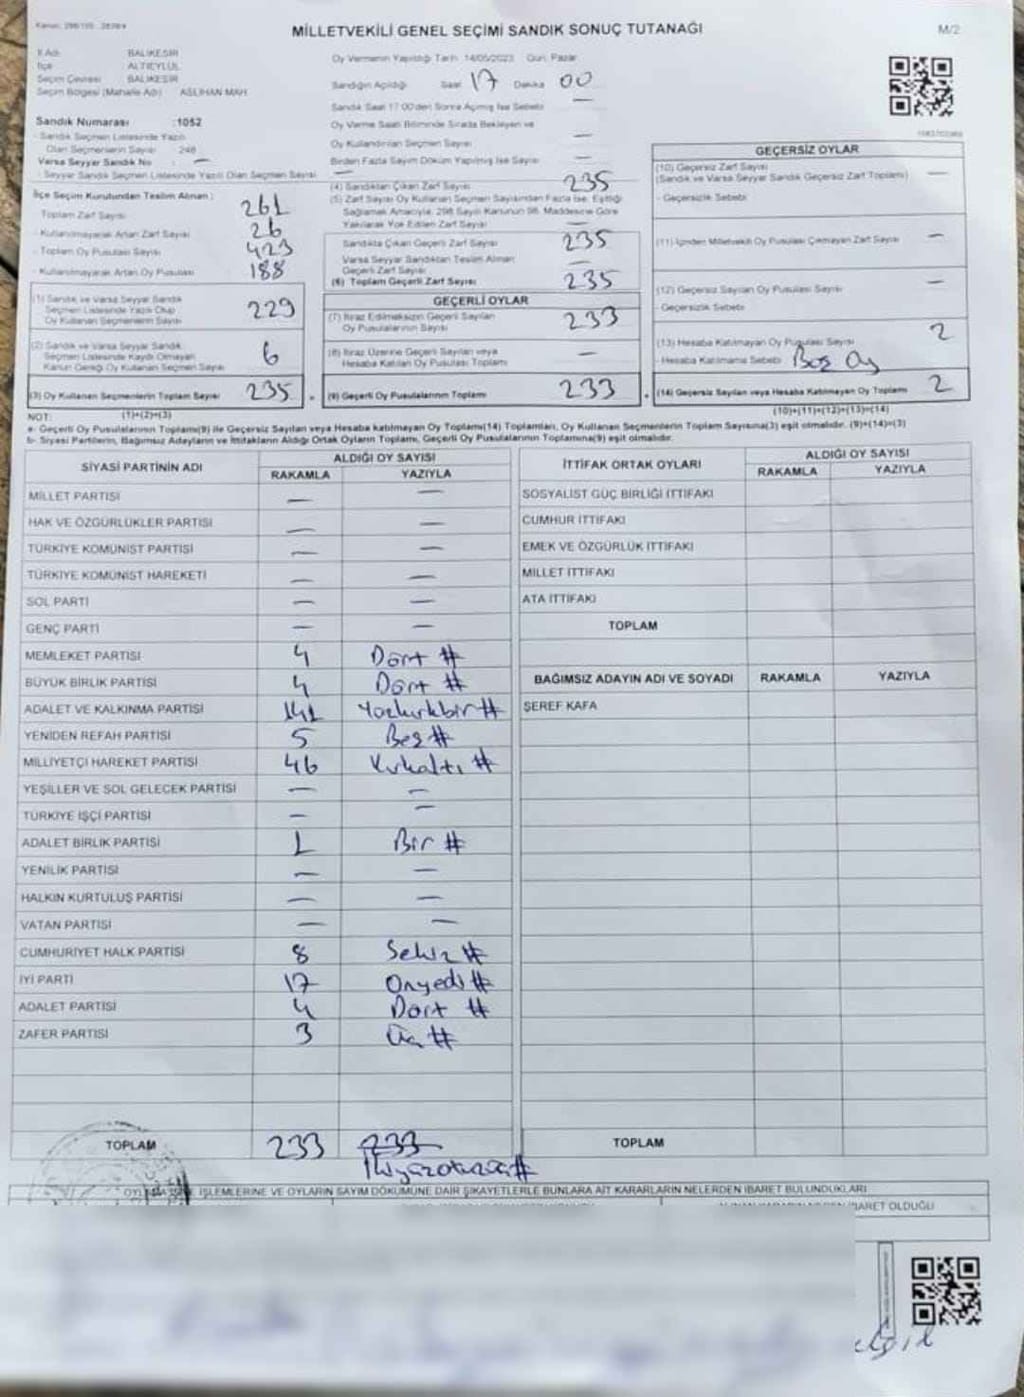 MİLLETVEKİLİ GENEL SEÇİMİ SANDIK SONUÇ TUTANAĞI
M/2
İl Adı BALIKESİR
İlçe ALTIEYLÜL
Seçim Çevresi BALIKESİR
Seçim Bölgesi (Mahalle Adı) ASLIHAN MAH.
Sandık Numarası :1052
- Sandık Seçmen Listesinde Yazılı
Olan Seçmenlerin Sayısı : 248
Varsa Seyyar Sandık No : —
- Seyyar Sandık Seçmen Listesinde Yazılı Olan Seçmen Sayısı —
İlçe Seçim Kurulundan Teslim Alınan :
Toplam Zarf Sayısı 261
- Kullanılmayarak Artan Zarf Sayısı 26
- Toplam Oy Pusulası Sayısı 423
- Kullanılmayarak Artan Oy Pusulası 188
(1) Sandık ve Varsa Seyyar Sandık
Seçmen Listesinde Yazılı Olup
Oy Kullanan Seçmenlerin Sayısı 229
(2) Sandık ve Varsa Seyyar Sandık
Seçmen Listesinde Kaydı Olmayan
Kanun Gereği Oy Kullanan Seçmen Sayısı 6
(3) Oy Kullanan Seçmenlerin Toplam Sayısı 235
(1)+(2)=(3)
Oy Vermenin Yapıldığı Tarih 14/05/2023 Gün: Pazar
Sandığın Açıldığı Saat 17 Dakika 00
Sandık Saat 17:00'den Sonra Açılmış İse Sebebi —
Oy Verme Saati Bitiminde Sırada Bekleyen ve
Oy Kullandırılan Seçmen Sayısı —
Birden Fazla Sayım Döküm Yapılmış İse Sayısı —
(4) Sandıktan Çıkan Zarf Sayısı 235
(5) Zarf Sayısı Oy Kullanan Seçmen Sayısından Fazla İse, Eşitliği
Sağlamak Amacıyla, 298 Sayılı Kanunun 98. Maddesine Göre
Yakılarak Yok Edilen Zarf Sayısı —
Sandıkta Çıkan Geçerli Zarf Sayısı 235
Varsa Seyyar Sandıktan Teslim Alınan
Geçerli Zarf Sayısı —
(6) Toplam Geçerli Zarf Sayısı 235
GEÇERLİ OYLAR
(7) İtiraz Edilmeksizin Geçerli Sayılan
Oy Pusulalarının Sayısı 233
(8) İtiraz Üzerine Geçerli Sayılan veya
Hesaba Katılan Oy Pusulası Toplamı —
(9) Geçerli Oy Pusulalarının Toplamı 233
GEÇERSİZ OYLAR
(10) Geçersiz Zarf Sayısı
(Sandık ve Varsa Seyyar Sandık Geçersiz Zarf Toplamı) —
- Geçersizlik Sebebi
(11) İçinden Milletvekili Oy Pusulası Çıkmayan Zarf Sayısı —
(12) Geçersiz Sayılan Oy Pusulası Sayısı —
- Geçersizlik Sebebi
(13) Hesaba Katılmayan Oy Pusulası Sayısı 2
- Hesaba Katılmama Sebebi Boş Oy
(14) Geçersiz Sayılan veya Hesaba Katılmayan Oy Toplamı 2
(10)+(11)+(12)+(13)=(14)
NOT:
a- Geçerli Oy Pusulalarının Toplamı(9) ile Geçersiz Sayılan veya Hesaba katılmayan Oy Toplamı(14) Toplamları, Oy Kullanan Seçmenlerin Toplam Sayısına(3) eşit olmalıdır. (9)+(14)=(3)
b- Siyasi Partilerin, Bağımsız Adayların ve İttifakların Aldığı Ortak Oyların Toplamı, Geçerli Oy Pusulalarının Toplamına(9) eşit olmalıdır.
SİYASİ PARTİNİN ADI ALDIĞI OY SAYISI
RAKAMLA YAZIYLA
MİLLET PARTİSİ — —
HAK VE ÖZGÜRLÜKLER PARTİSİ — —
TÜRKİYE KOMÜNİST PARTİSİ — —
TÜRKİYE KOMÜNİST HAREKETİ — —
SOL PARTİ — —
GENÇ PARTİ — —
MEMLEKET PARTİSİ 4 Dört #
BÜYÜK BİRLİK PARTİSİ 4 Dört #
ADALET VE KALKINMA PARTİSİ 141 Yüzkırkbir #
YENİDEN REFAH PARTİSİ 5 Beş #
MİLLİYETÇİ HAREKET PARTİSİ 46 Kırkaltı #
YEŞİLLER VE SOL GELECEK PARTİSİ — —
TÜRKİYE İŞÇİ PARTİSİ — —
ADALET BİRLİK PARTİSİ 1 Bir #
YENİLİK PARTİSİ — —
HALKIN KURTULUŞ PARTİSİ — —
VATAN PARTİSİ — —
CUMHURİYET HALK PARTİSİ 8 Sekiz #
İYİ PARTİ 17 Onyedi #
ADALET PARTİSİ 4 Dört #
ZAFER PARTİSİ 3 Üç #
TOPLAM 233 233
İkiyüzotuzüç #
İTTİFAK ORTAK OYLARI ALDIĞI OY SAYISI
RAKAMLA YAZIYLA
SOSYALİST GÜÇ BİRLİĞİ İTTİFAKI
CUMHUR İTTİFAKI
EMEK VE ÖZGÜRLÜK İTTİFAKI
MİLLET İTTİFAKI
ATA İTTİFAKI
TOPLAM
BAĞIMSIZ ADAYIN ADI VE SOYADI RAKAMLA YAZIYLA
ŞEREF KAFA
TOPLAM
İŞLEMLERİNE VE OYLARIN SAYIM DÖKÜMÜNE DAİR ŞİKAYETLERLE BUNLARA AİT KARARLARIN NELERDEN İBARET BULUNDUKLARI
İBARET OLDUĞU